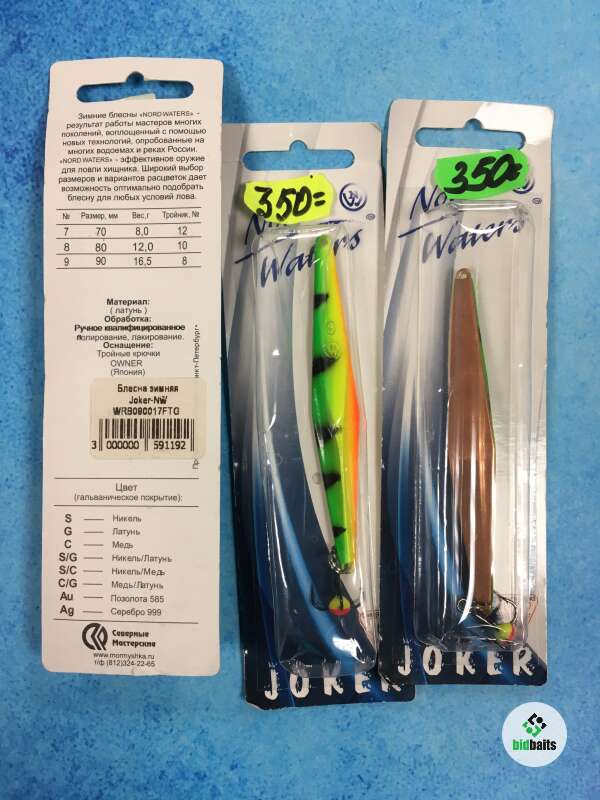 Зимние блесны «NORD WATERS» -
результат работы мастеров многих
поколений, воплощенный с помощью
новых технологий, опробованные на
многих водоемах и реках России.
«NORD WATERS» - эффективное оружие
для ловли хищника. Широкий выбор
размеров и вариантов расцветок дает
возможность оптимально подобрать
блесну для любых условий лова.
№ Размер, мм Вес, г Тройник, №
7 70 8,0 12
8 80 12,0 10
9 90 16,5 8
Материал:
( латунь )
Обработка:
Ручное квалифицированное
полирование, лакирование.
Оснащение:
Тройные крючки
OWNER
(Япония)
Блесна зимняя
Joker-NW
WRB080017FTG
3 000000 591192
Цвет
(гальваническое покрытие):
S — Никель
G — Латунь
C — Медь
S/G — Никель/Латунь
S/C — Никель/Медь
C/G — Медь/Латунь
Au — Позолота 585
Ag — Серебро 999
Северные
Мастерские
www.mormyshka.ru
т/ф (812)324-22-65
350=
Waters
JOKER
350=
Waters
JOKER
bidbaits